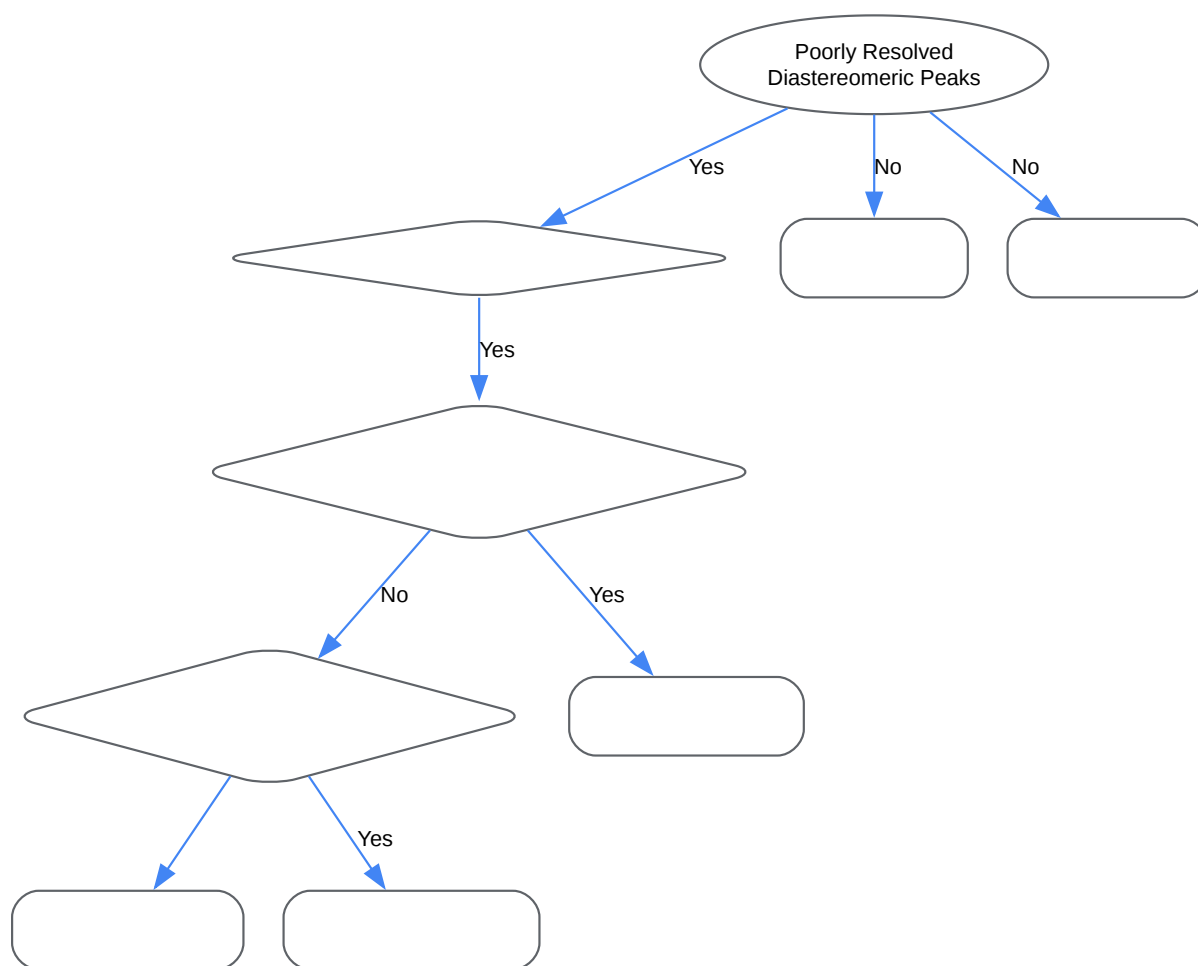 Poorly Resolved
Diastereomeric Peaks
Yes
No
No
Yes
No
Yes
Yes